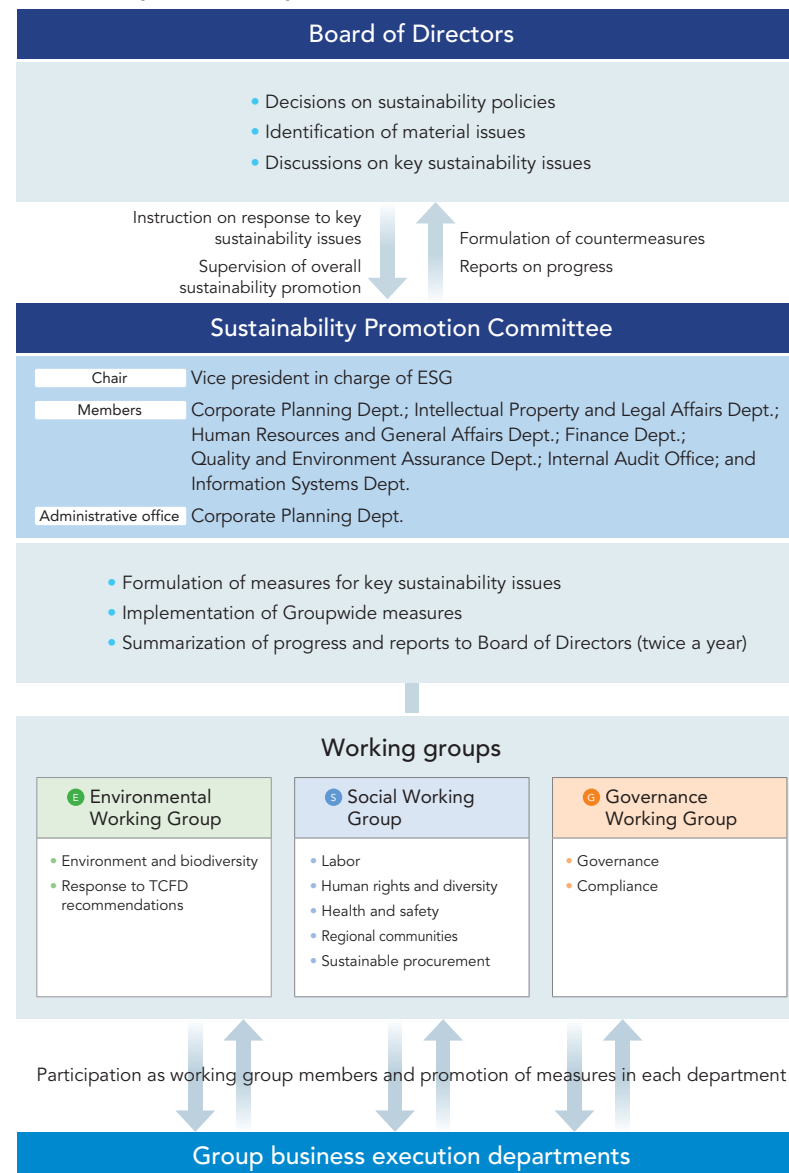 Board of Directors
• Decisions on sustainability policies
• Identification of material issues
• Discussions on key sustainability issues
Instruction on response to key
sustainability issues
Supervision of overall
sustainability promotion
Formulation of countermeasures
Reports on progress
Sustainability Promotion Committee
Chair
Vice president in charge of ESG
Members
Corporate Planning Dept.; Intellectual Property and Legal Affairs Dept.;
Human Resources and General Affairs Dept.; Finance Dept.;
Quality and Environment Assurance Dept.; Internal Audit Office; and
Information Systems Dept.
Administrative office
Corporate Planning Dept.
• Formulation of measures for key sustainability issues
• Implementation of Groupwide measures
• Summarization of progress and reports to Board of Directors (twice a year)
Working groups
E Environmental
Working Group
• Environment and biodiversity
• Response to TCFD
recommendations
S Social Working
Group
• Labor
• Human rights and diversity
• Health and safety
• Regional communities
• Sustainable procurement
G Governance
Working Group
• Governance
• Compliance
Participation as working group members and promotion of measures in each department
Group business execution departments